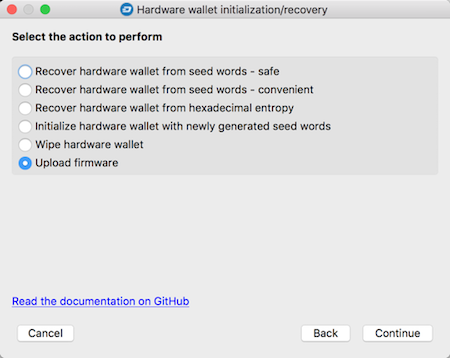 Hardware wallet initialization/recovery
Select the action to perform
Recover hardware wallet from seed words - safe
Recover hardware wallet from seed words - convenient
Recover hardware wallet from hexadecimal entropy
Initialize hardware wallet with newly generated seed words
Wipe hardware wallet
Upload firmware
Read the documentation on GitHub
Cancel Back Continue